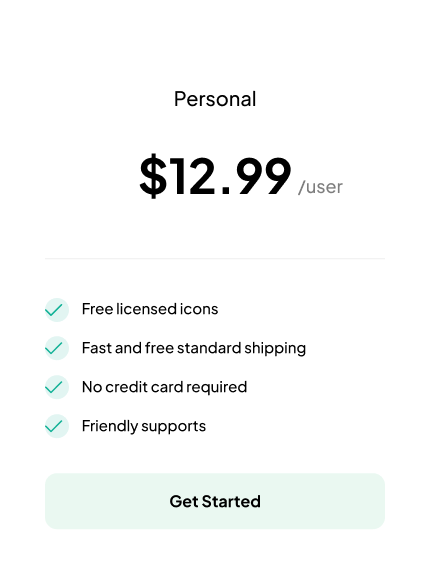 Personal
$12.99 /user
Free licensed icons
Fast and free standard shipping
No credit card required
Friendly supports
Get Started